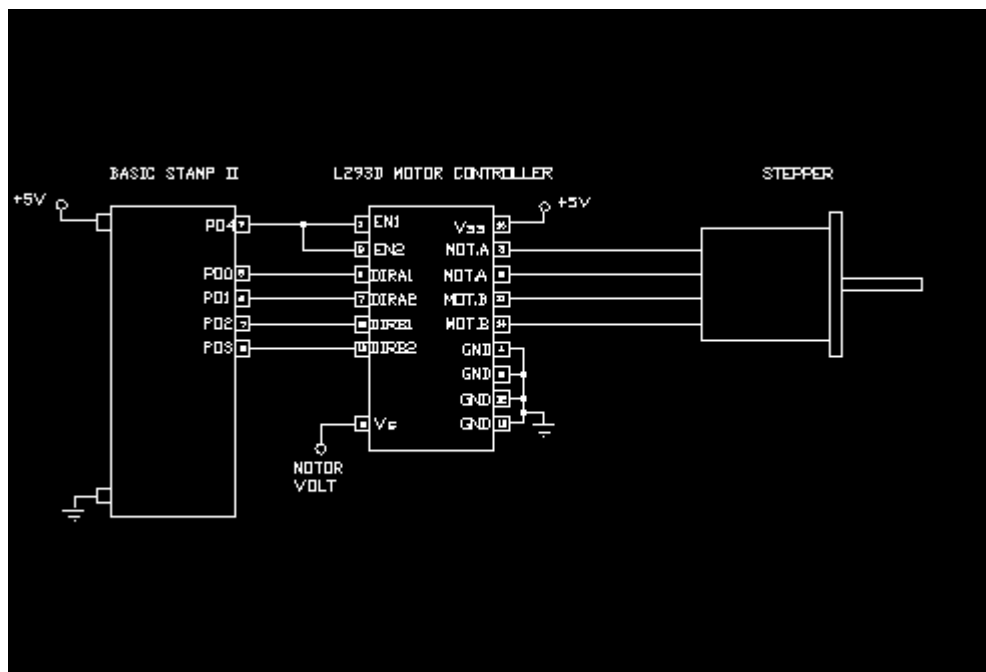 BASIC STAMP II
L293D MOTOR CONTROLLER
STEPPER
+5V
+5V
P04
P00
P01
P02
P03
EN1
EN2
DIRA1
DIRA2
DIRB1
DIRB2
Vs
Vss
MOT.A
MOT.A
MOT.B
MOT.B
GND
GND
GND
GND
MOTOR
VOLT